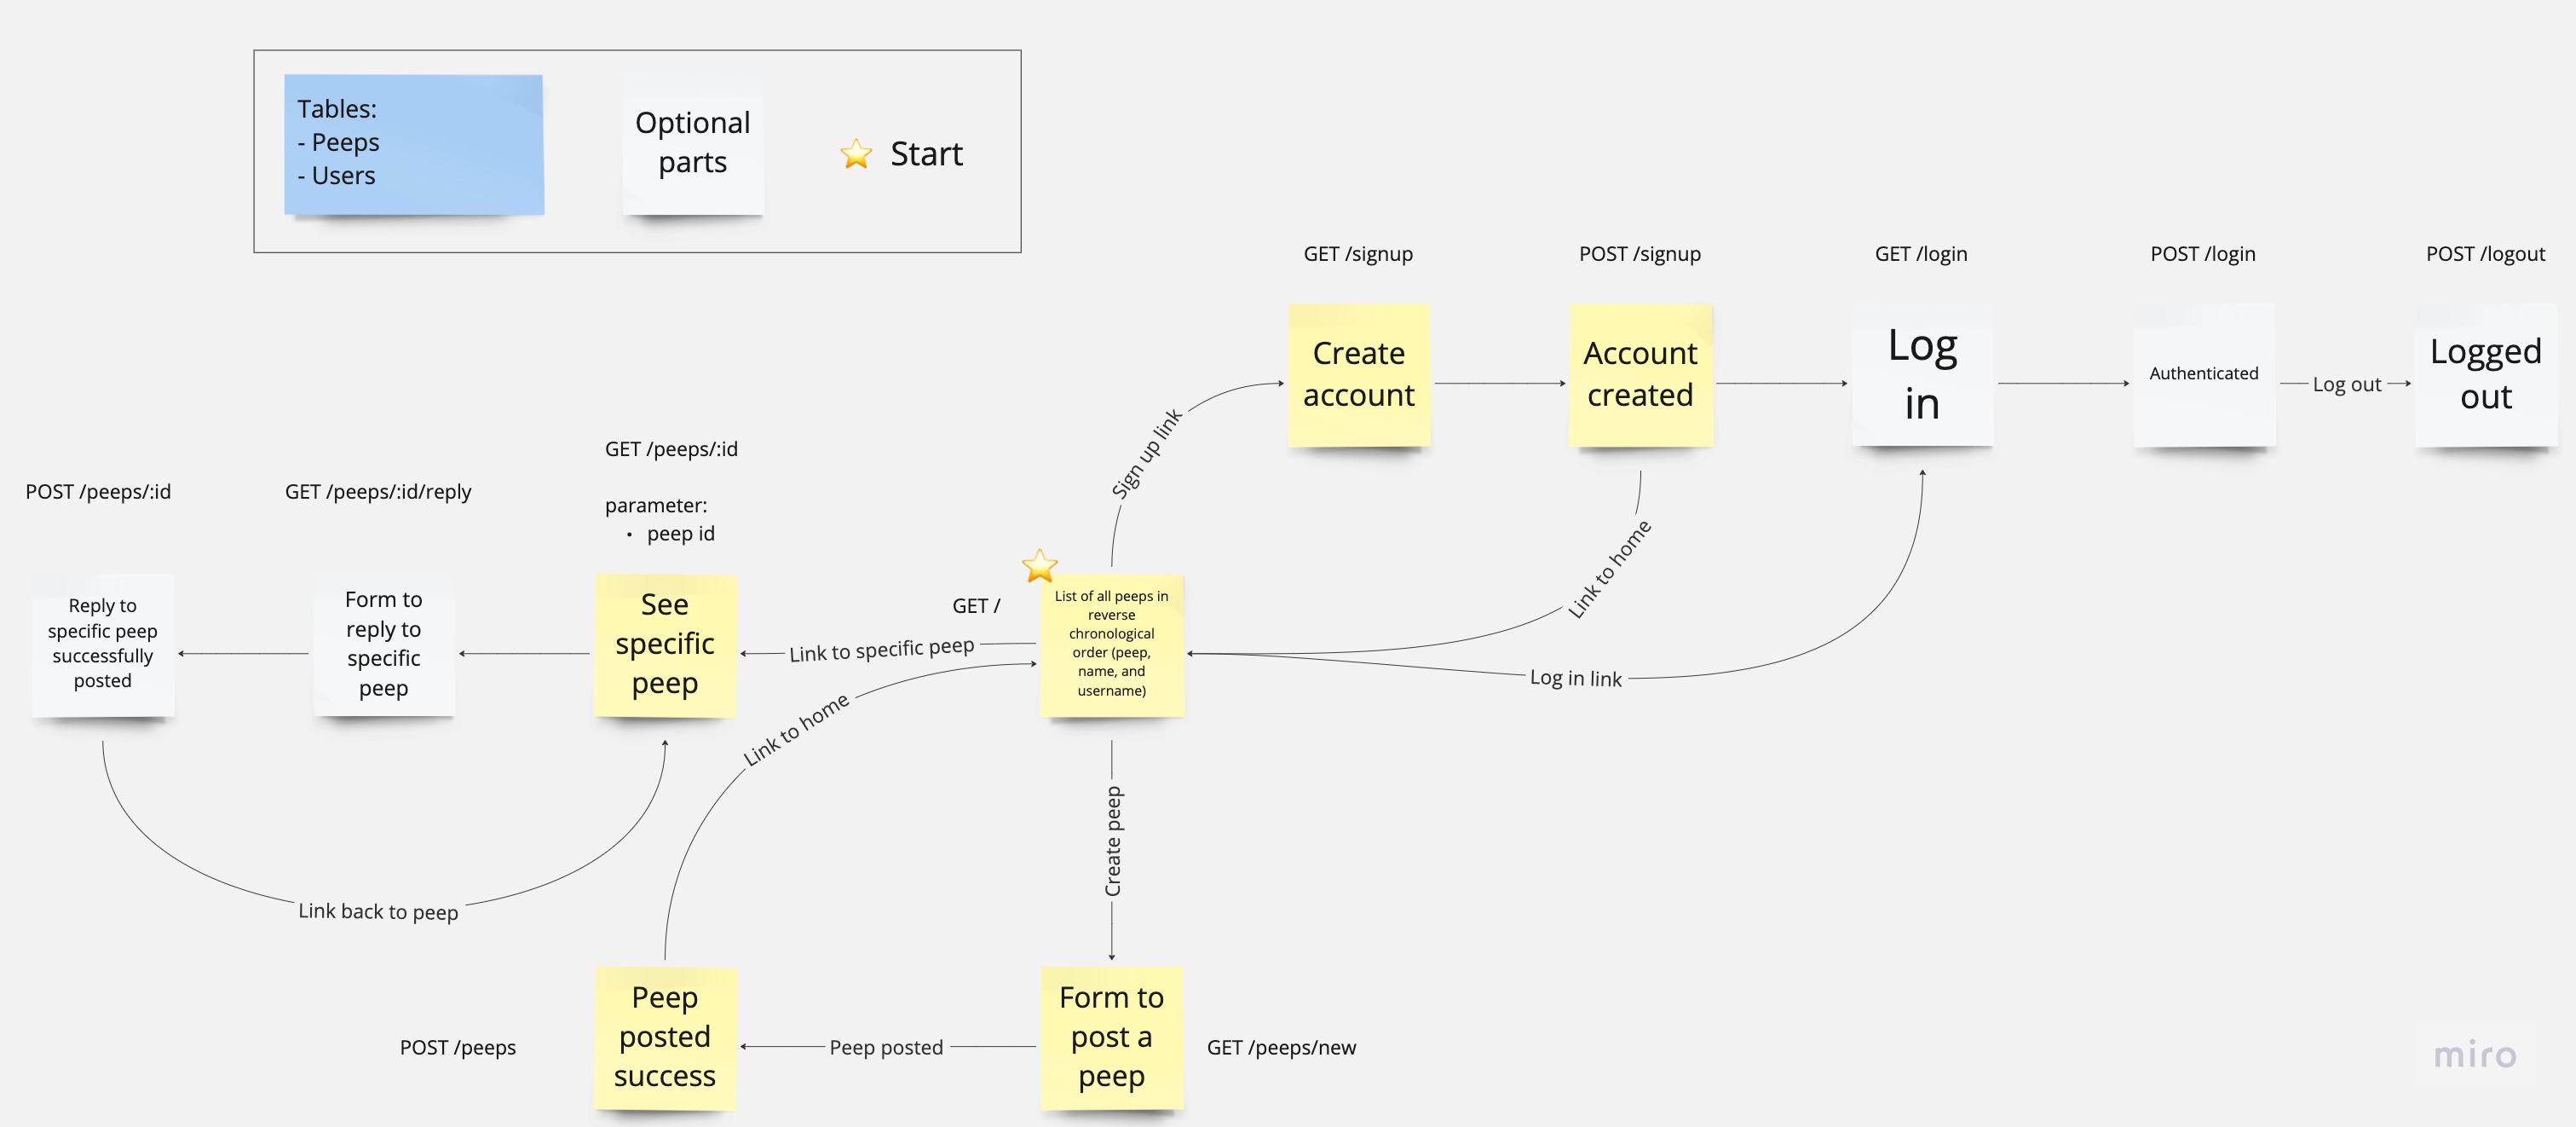 Tables:
- Peeps
- Users
Optional
parts
Start
GET /signup
POST /signup
GET /login
POST /login
POST /logout
Create
account
Account
created
Log
in
Authenticated
Log out
Logged
out
Sign up link
Link to home
Log in link
POST /peeps/:id
GET /peeps/:id/reply
GET /peeps/:id
parameter:
• peep id
Reply to
specific peep
successfully
posted
Form to
reply to
specific
peep
See
specific
peep
Link to specific peep
GET /
List of all peeps in
reverse
chronological
order (peep,
name, and
username)
Link to home
Link back to peep
Create peep
POST /peeps
Peep
posted
success
Peep posted
Form to
post a
peep
GET /peeps/new
miro